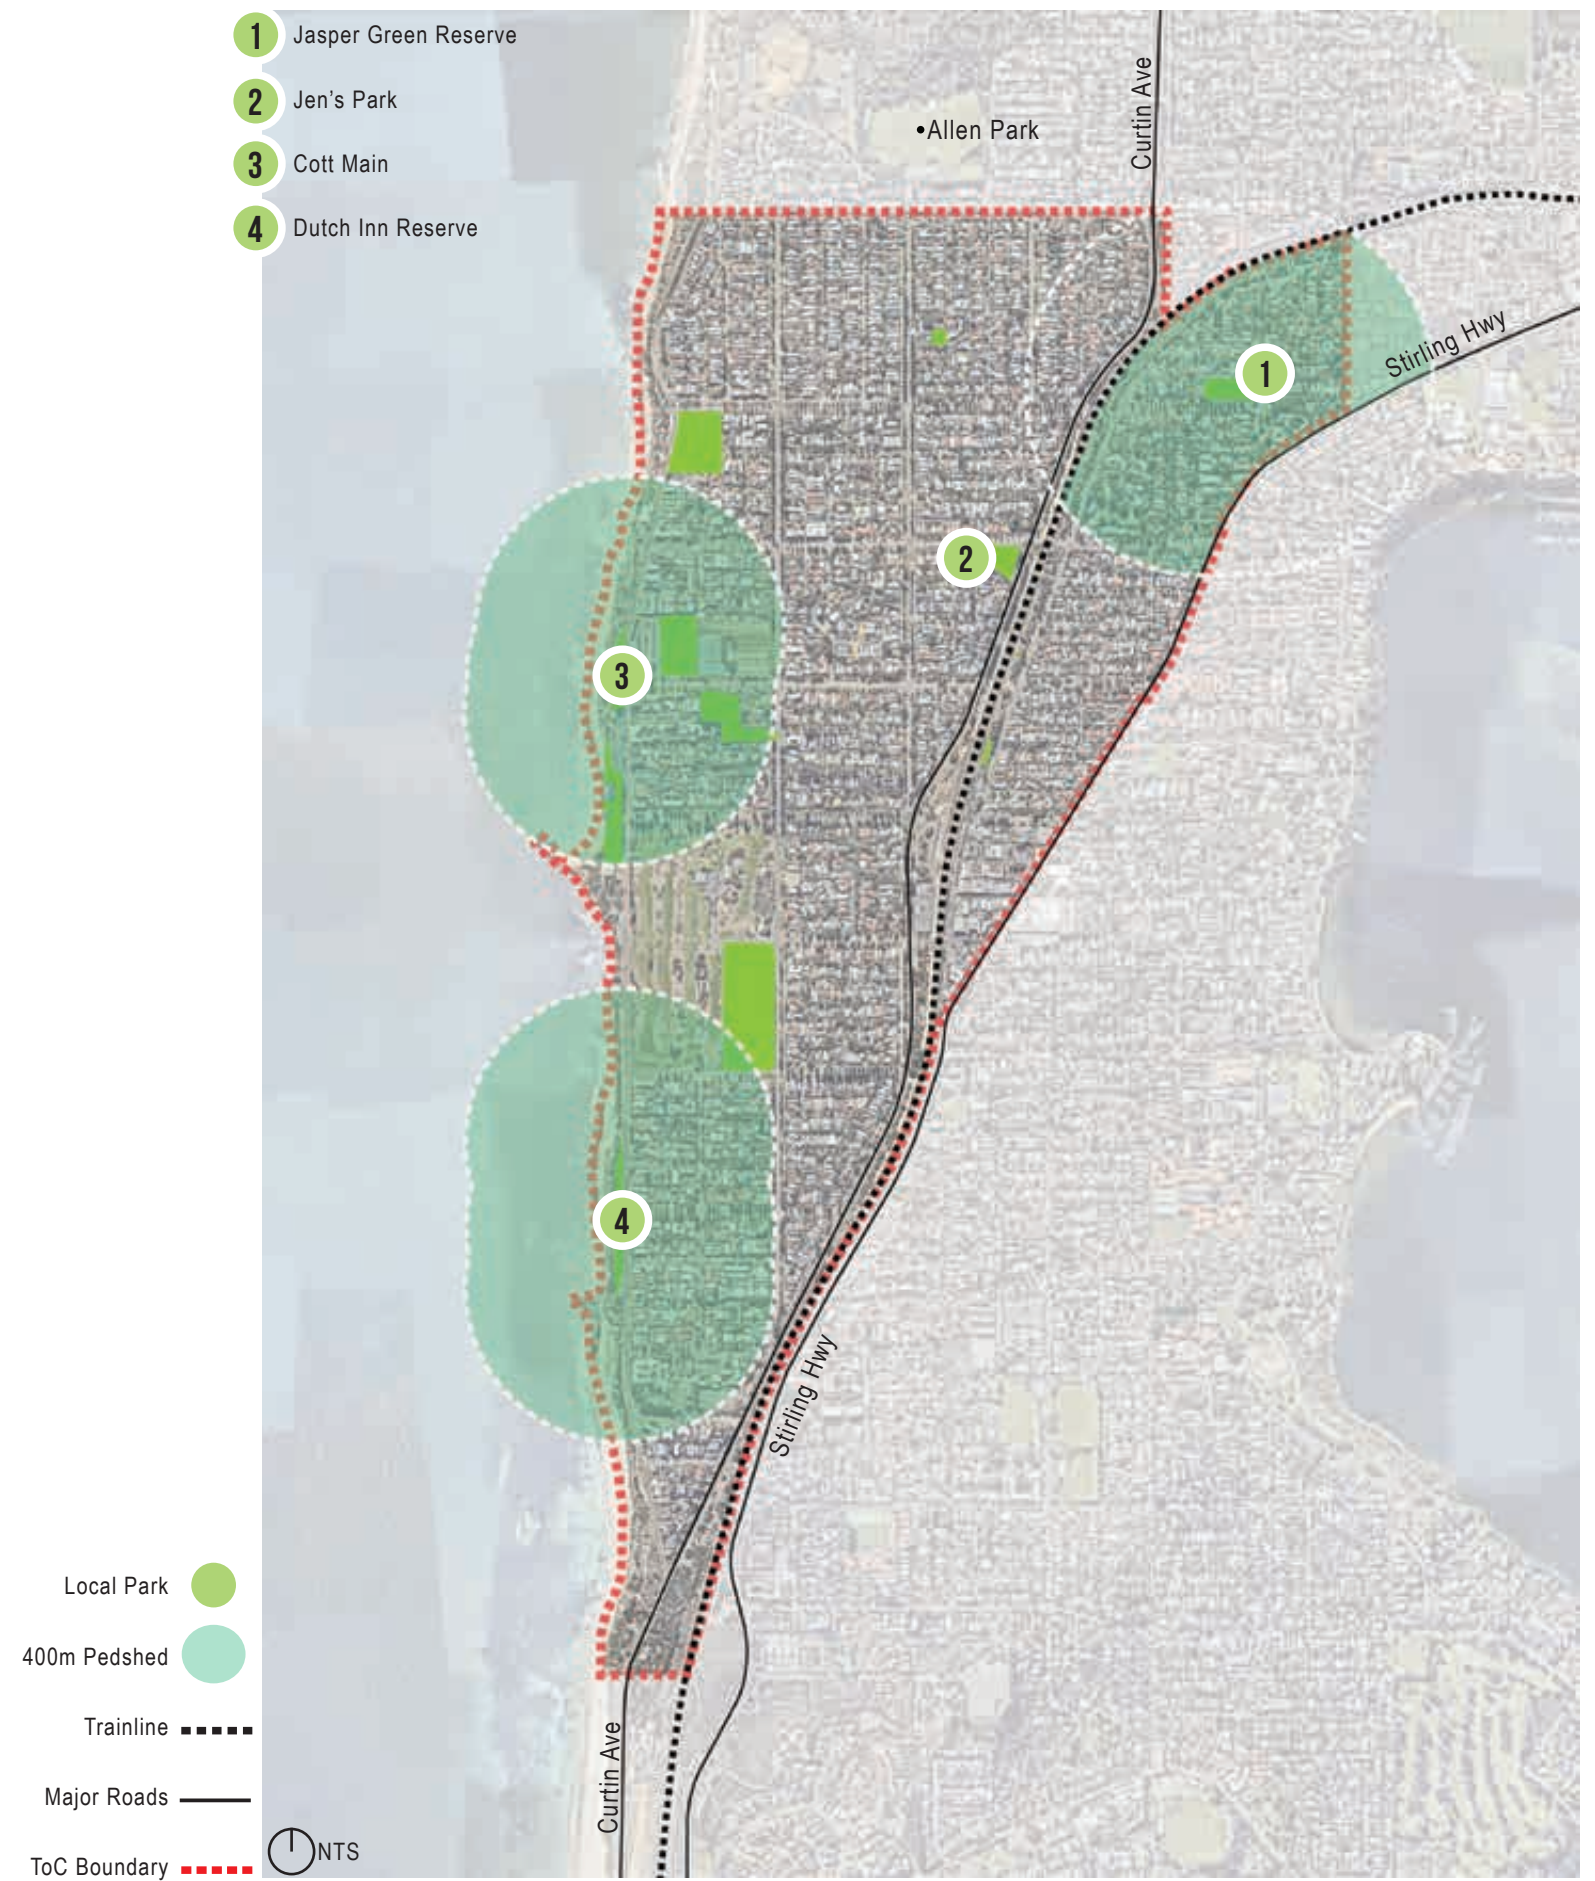 1 Jasper Green Reserve
2 Jen's Park
3 Cott Main
4 Dutch Inn Reserve
Curtin Ave
•Allen Park
Stirling Hwy
1
2
3
4
Stirling Hwy
Local Park
400m Pedshed
Trainline
Major Roads
Curtin Ave
NTS
ToC Boundary